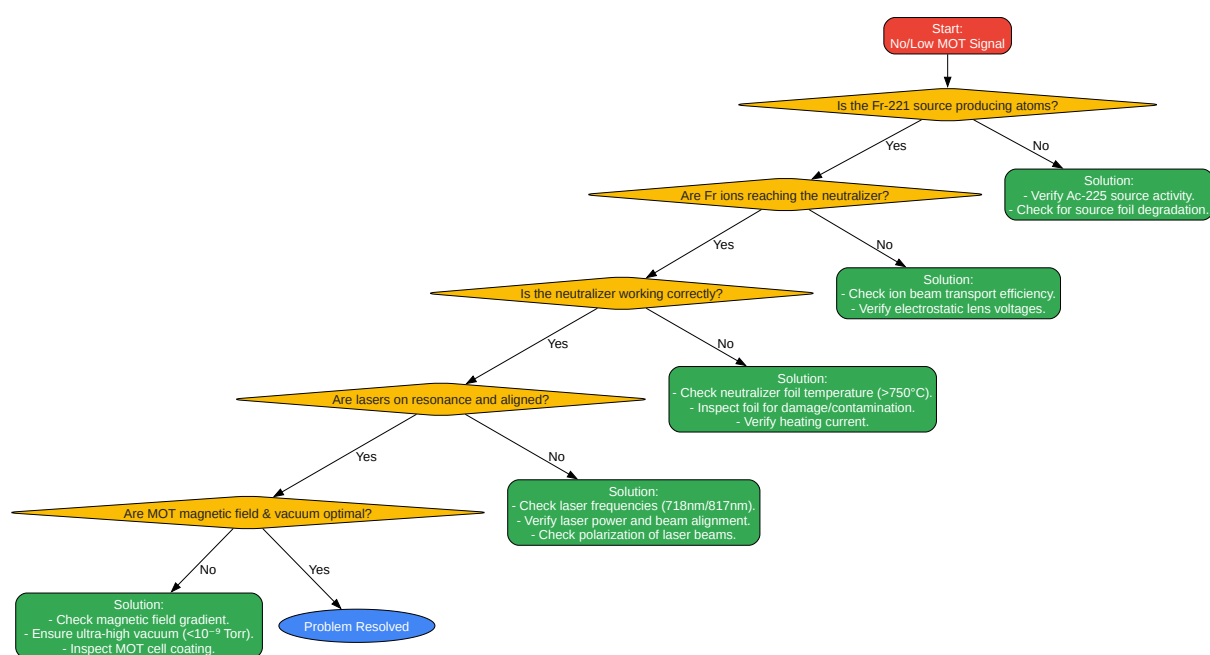 Start:
No/Low MOT Signal
Is the Fr-221 source producing atoms?
Yes
No
Solution:
- Verify Ac-225 source activity.
- Check for source foil degradation.
Are Fr ions reaching the neutralizer?
Yes
No
Solution:
- Check ion beam transport efficiency.
- Verify electrostatic lens voltages.
Is the neutralizer working correctly?
Yes
No
Solution:
- Check neutralizer foil temperature (>750°C).
- Inspect foil for damage/contamination.
- Verify heating current.
Are lasers on resonance and aligned?
Yes
No
Solution:
- Check laser frequencies (718nm/817nm).
- Verify laser power and beam alignment.
- Check polarization of laser beams.
Are MOT magnetic field & vacuum optimal?
No
Yes
Solution:
- Check magnetic field gradient.
- Ensure ultra-high vacuum (<10⁻⁹ Torr).
- Inspect MOT cell coating.
Problem Resolved